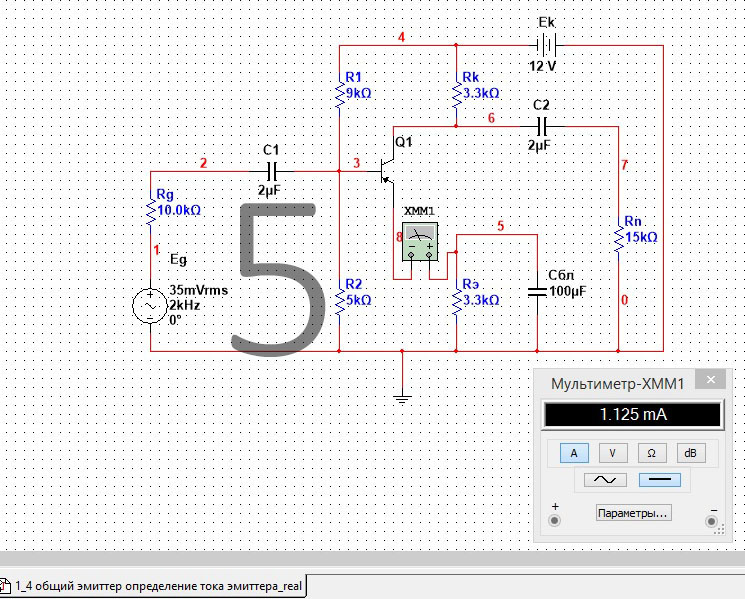 Ek
4
12 V
R1
9kΩ
Rk
3.3kΩ
6
C2
2µF
Q1
C1
2µF
2
3
7
Rg
10.0kΩ
XMM1
8
5
Rn
15kΩ
1
Eg
35mVrms
2kHz
0°
5
R2
5kΩ
Rэ
3.3kΩ
Сбл
100µF
0
Мультиметр-XMM1
1.125 mA
A V Ω dB
+ Параметры... −
1_4 общий эмиттер определение тока эмиттера_real